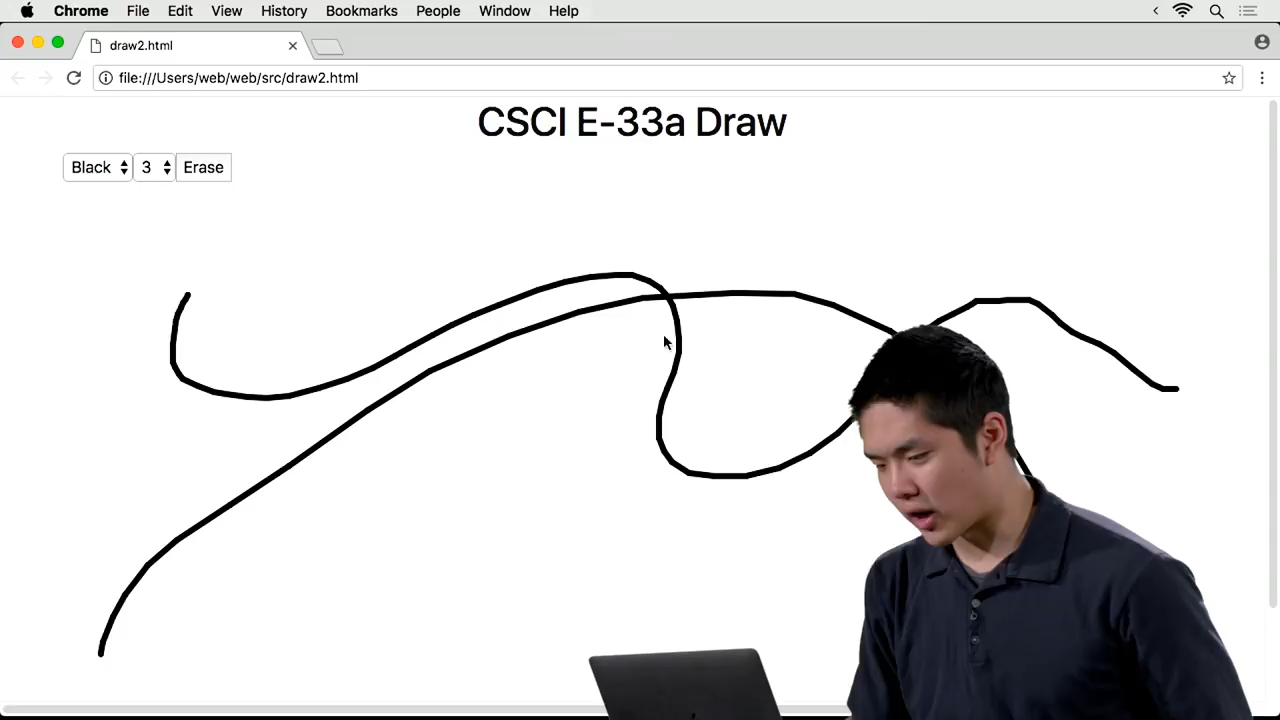 Chrome File Edit View History Bookmarks People Window Help
draw2.html
file:///Users/web/web/src/draw2.html
CSCI E-33a Draw
Black 3 Erase